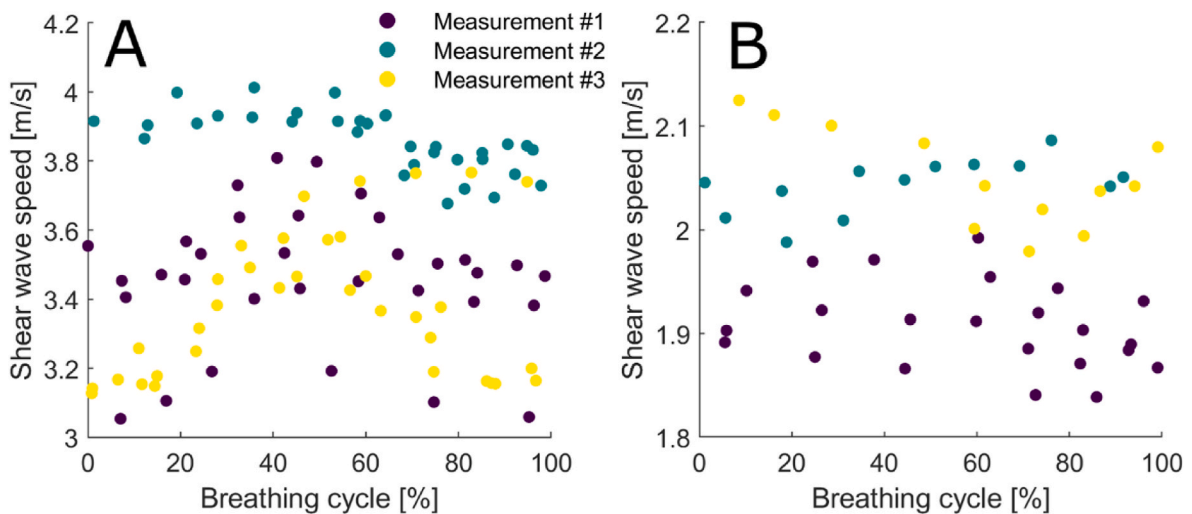 A
Measurement #1
Measurement #2
Measurement #3
Shear wave speed [m/s]
4.2
4
3.8
3.6
3.4
3.2
3
0 20 40 60 80 100
Breathing cycle [%]
B
Shear wave speed [m/s]
2.2
2.1
2
1.9
1.8
0 20 40 60 80 100
Breathing cycle [%]